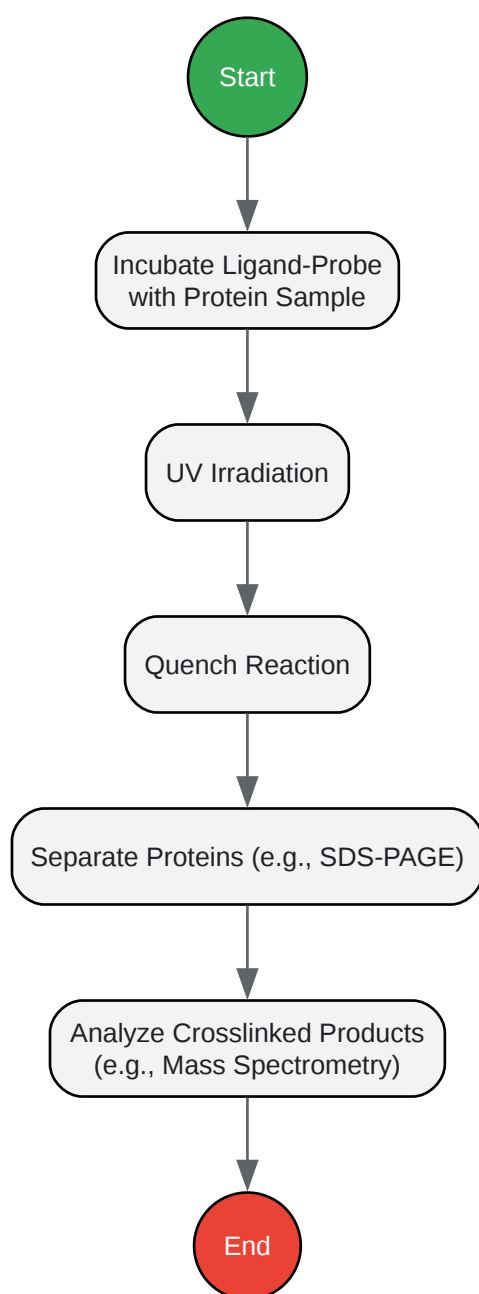 Start
Incubate Ligand-Probe
with Protein Sample
UV Irradiation
Quench Reaction
Separate Proteins (e.g., SDS-PAGE)
Analyze Crosslinked Products
(e.g., Mass Spectrometry)
End